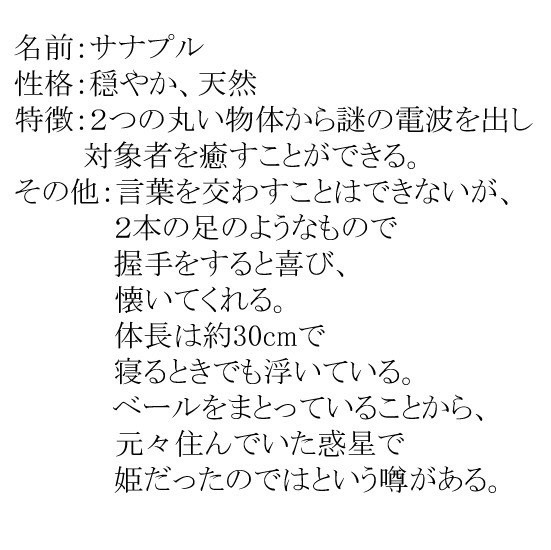 名前：サナプル
性格：穏やか、天然
特徴：２つの丸い物体から謎の電波を出し
対象者を癒すことができる。
その他：言葉を交わすことはできないが、
２本の足のようなもので
握手をすると喜び、
懐いてくれる。
体長は約30cmで
寝るときでも浮いている。
ベールをまとっていることから、
元々住んでいた惑星で
姫だったのではという噂がある。